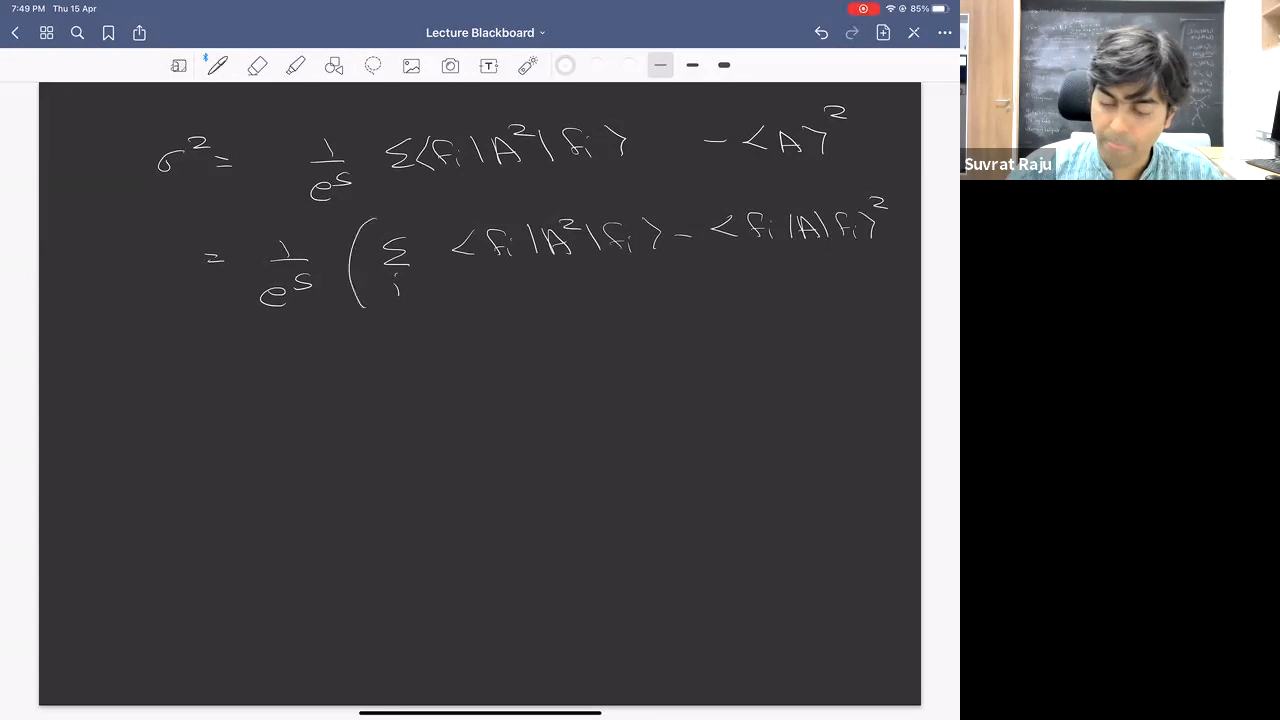 7:49 PM Thu 15 Apr
85%
Lecture Blackboard
σ² = 1/e^S Σ⟨fᵢ|A²|fᵢ⟩ - ⟨A⟩²
= 1/e^S ( Σ_i ⟨fᵢ|A²|fᵢ⟩ - ⟨fᵢ|A|fᵢ⟩²
Suvrat Raju